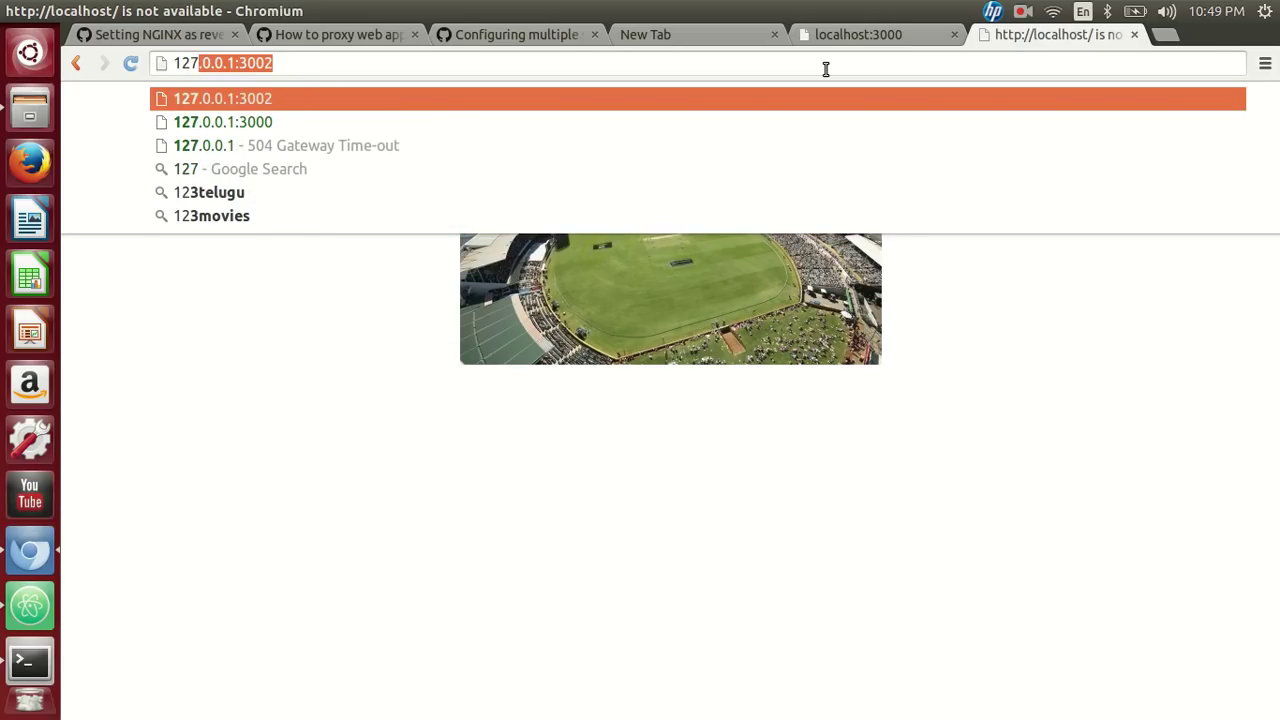 http://localhost/ is not available - Chromium
En
10:49 PM
Setting NGINX as reve
How to proxy web app
Configuring multiple
New Tab
localhost:3000
http://localhost/ is no
127.0.0.1:3002
127.0.0.1:3002
127.0.0.1:3000
127.0.0.1 - 504 Gateway Time-out
127 - Google Search
123telugu
123movies
hp
a
You
Tube
>_